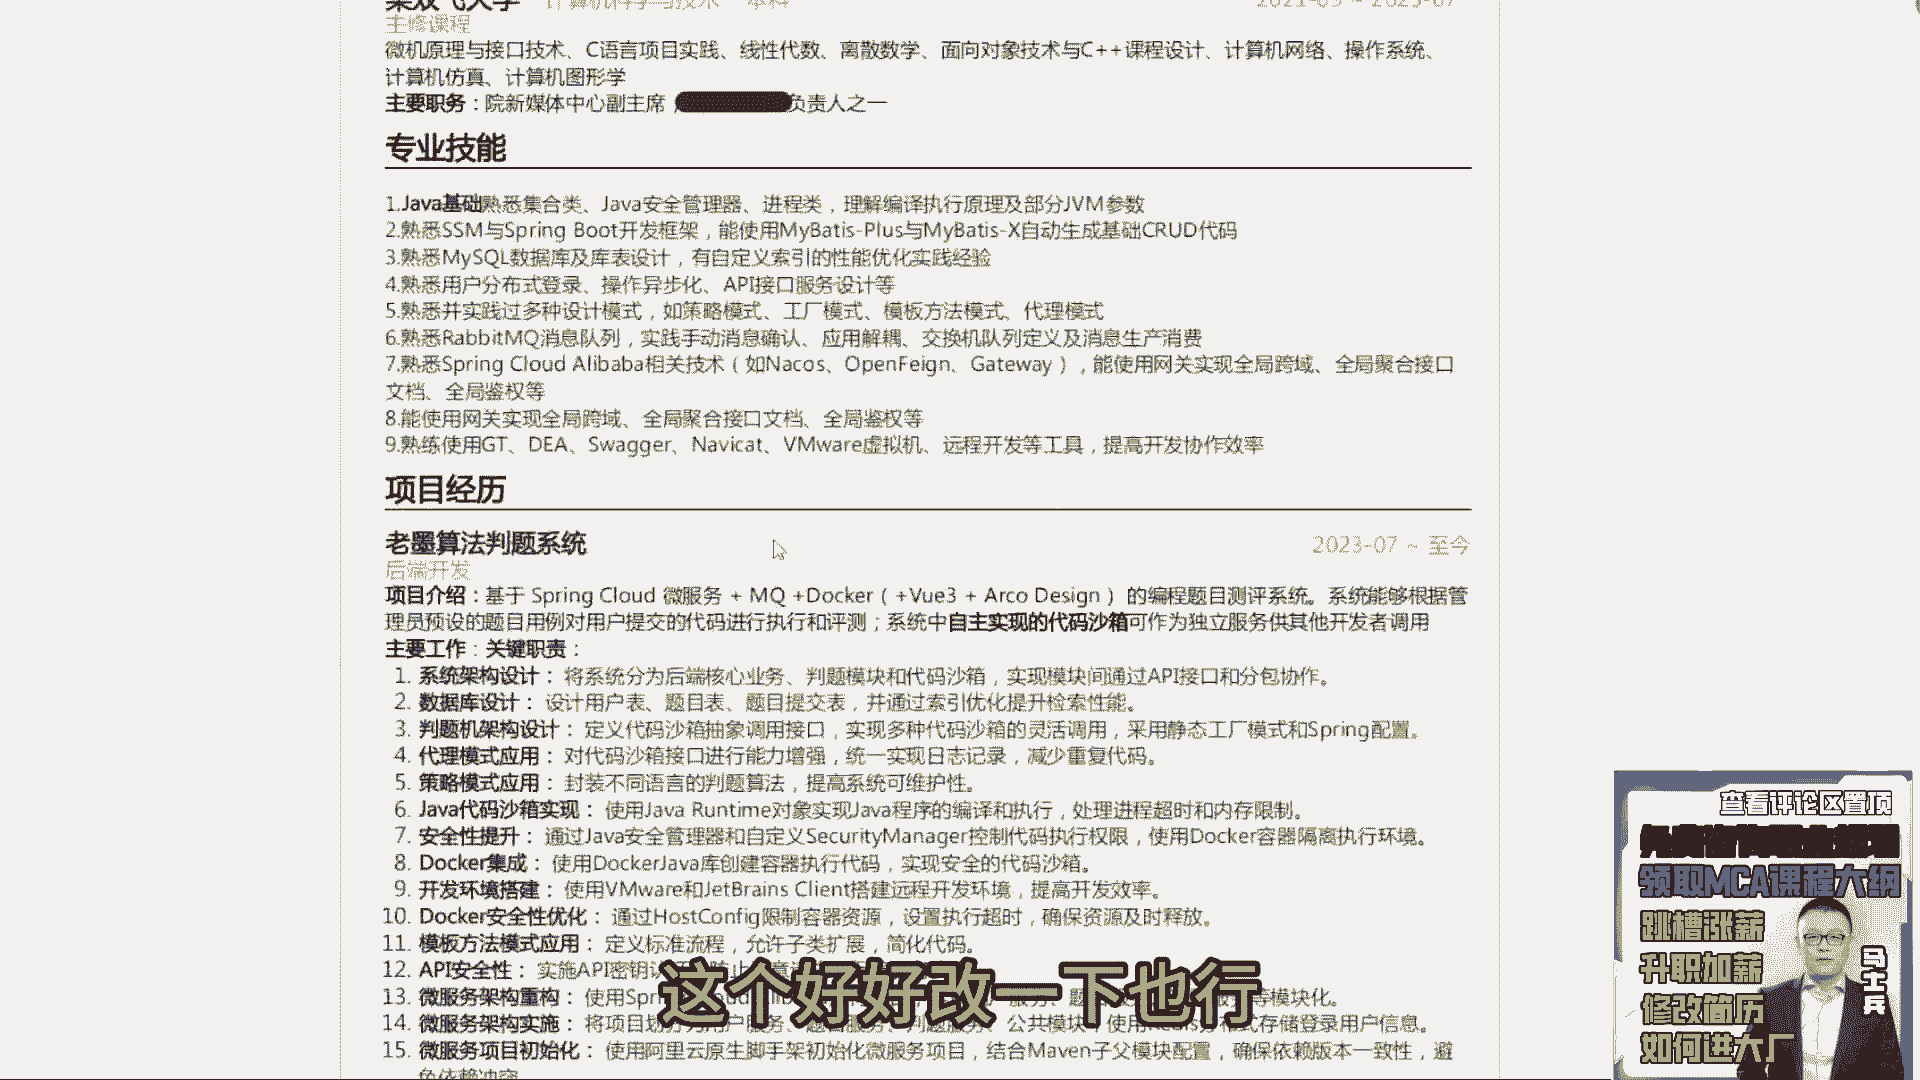 某双飞大学 计算机科学与技术 本科 2021-09 ~ 2025-07
主修课程
微机原理与接口技术、C语言项目实践、线性代数、离散数学、面向对象技术与C++课程设计、计算机网络、操作系统、
计算机仿真、计算机图形学
主要职务：院新媒体中心副主席 负责人之一
专业技能
1.Java基础熟悉集合类、Java安全管理器、进程类，理解编译执行原理及部分JVM参数
2.熟悉SSM与Spring Boot开发框架，能使用MyBatis-Plus与MyBatis-X自动生成基础CRUD代码
3.熟悉MySQL数据库及库表设计，有自定义索引的性能优化实践经验
4.熟悉用户分布式登录、操作异步化、API接口服务设计等
5.熟悉并实践过多种设计模式，如策略模式、工厂模式、模板方法模式、代理模式
6.熟悉RabbitMQ消息队列，实践手动消息确认、应用解耦、交换机队列定义及消息生产消费
7.熟悉Spring Cloud Alibaba相关技术（如Nacos、OpenFeign、Gateway），能使用网关实现全局跨域、全局聚合接口
文档、全局鉴权等
8.能使用网关实现全局跨域、全局聚合接口文档、全局鉴权等
9.熟练使用GT、DEA、Swagger、Navicat、VMware虚拟机、远程开发等工具，提高开发协作效率
项目经历
老墨算法判题系统 2023-07 ~ 至今
后端开发
项目介绍：基于 Spring Cloud 微服务 + MQ +Docker（ +Vue3 + Arco Design ） 的编程题目测评系统。系统能够根据管
理员预设的题目用例对用户提交的代码进行执行和评测；系统中自主实现的代码沙箱可作为独立服务供其他开发者调用
主要工作：关键职责：
1. 系统架构设计： 将系统分为后端核心业务、判题模块和代码沙箱，实现模块间通过API接口和分包协作。
2. 数据库设计： 设计用户表、题目表、题目提交表，并通过索引优化提升检索性能。
3. 判题机架构设计： 定义代码沙箱抽象调用接口，实现多种代码沙箱的灵活调用，采用静态工厂模式和Spring配置。
4. 代理模式应用： 对代码沙箱接口进行能力增强，统一实现日志记录，减少重复代码。
5. 策略模式应用： 封装不同语言的判题算法，提高系统可维护性。
6. Java代码沙箱实现： 使用Java Runtime对象实现Java程序的编译和执行，处理进程超时和内存限制。
7. 安全性提升： 通过Java安全管理器和自定义SecurityManager控制代码执行权限，使用Docker容器隔离执行环境。
8. Docker集成： 使用DockerJava库创建容器执行代码，实现安全的代码沙箱。
9. 开发环境搭建： 使用VMware和JetBrains Client搭建远程开发环境，提高开发效率。
10. Docker安全性优化： 通过HostConfig限制容器资源，设置执行超时，确保资源及时释放。
11. 模板方法模式应用： 定义标准流程，允许子类扩展，简化代码。
12. API安全性： 实施API密钥
13. 微服务架构重构： 使用Spr 等模块化。
14. 微服务架构实施： 将项目划 公共模块 使用 式存储登录用户信息。
15. 微服务项目初始化： 使用阿里云原生脚手架初始化微服务项目，结合Maven子父模块配置，确保依赖版本一致性，避
免依赖冲突
这个好好改一下也行
查看评论区置顶
领取MCA课程大纲
跳槽涨薪
升职加薪
修改简历
如何进大厂
马士兵